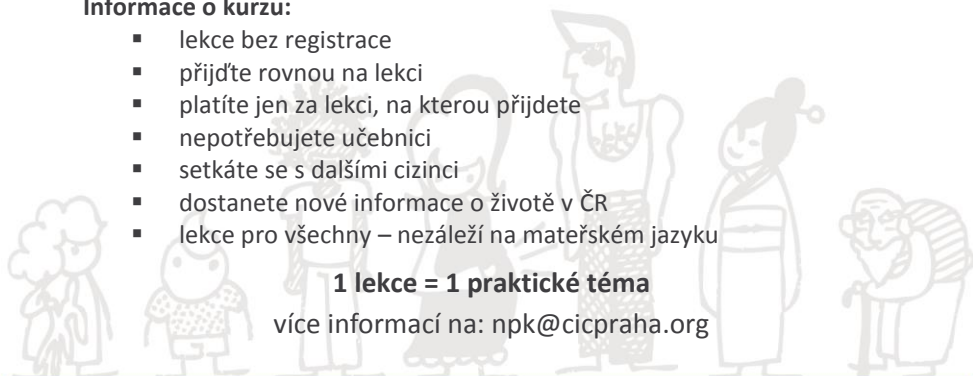 Informace o kurzu:
▪ lekce bez registrace
▪ přijďte rovnou na lekci
▪ platíte jen za lekci, na kterou přijdete
▪ nepotřebujete učebnici
▪ setkáte se s dalšími cizinci
▪ dostanete nové informace o životě v ČR
▪ lekce pro všechny – nezáleží na mateřském jazyku
1 lekce = 1 praktické téma
více informací na: npk@cicpraha.org